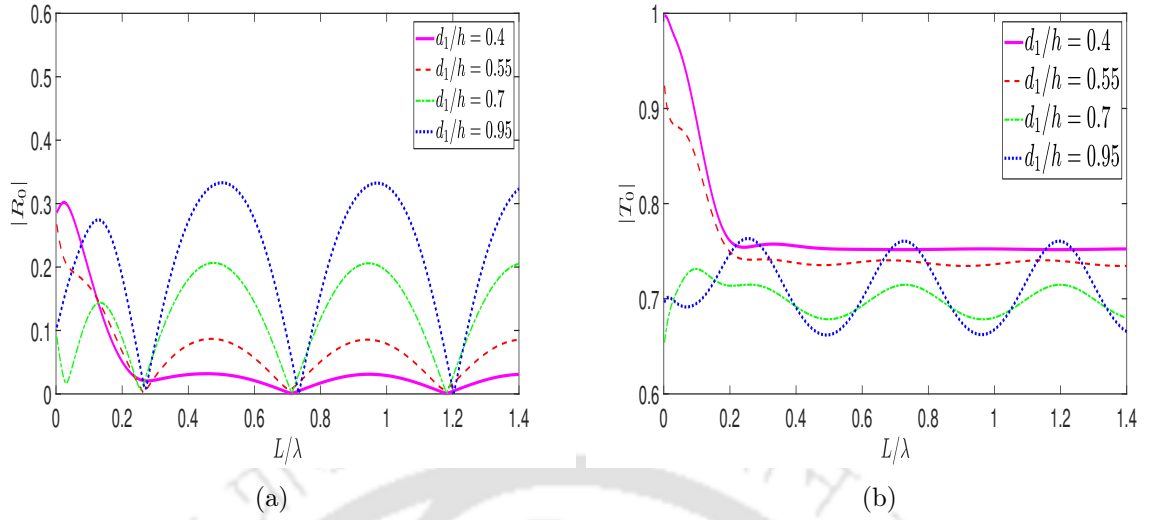 0.6
0.5
0.4
0.3
0.2
0.1
0
|R₀|
0 0.2 0.4 0.6 0.8 1 1.2 1.4
L/λ
d₁/h = 0.4
d₁/h = 0.55
d₁/h = 0.7
d₁/h = 0.95
(a)
1
0.9
0.8
0.7
0.6
|T₀|
0 0.2 0.4 0.6 0.8 1 1.2 1.4
L/λ
d₁/h = 0.4
d₁/h = 0.55
d₁/h = 0.7
d₁/h = 0.95
(b)